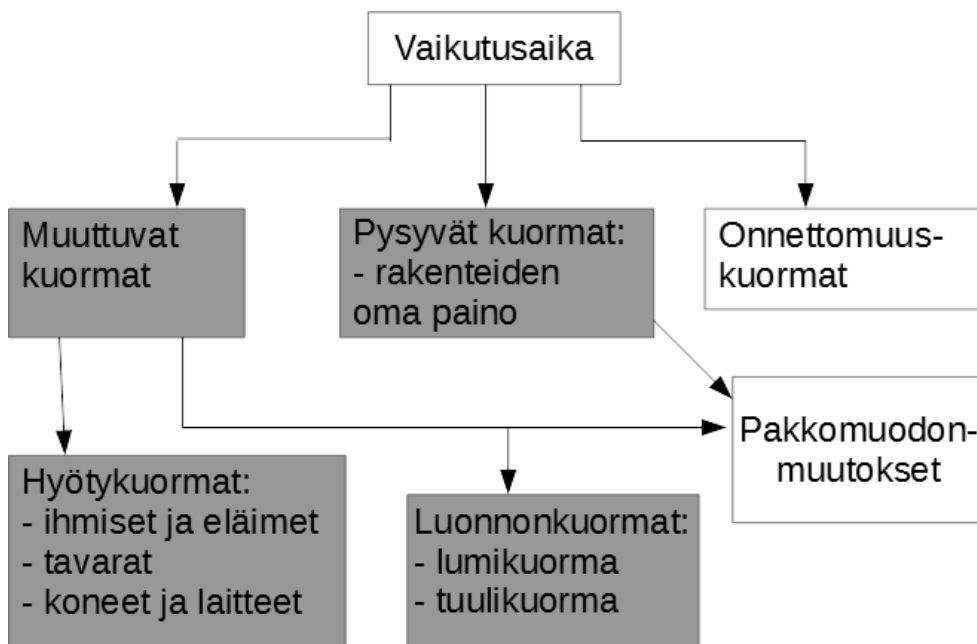 Vaikutusaika
Muuttuvat
kuormat
Pysyvät kuormat:
- rakenteiden
oma paino
Onnettomuus-
kuormat
Pakkomuodon-
muutokset
Hyötykuormat:
- ihmiset ja eläimet
- tavarat
- koneet ja laitteet
Luonnonkuormat:
- lumikuorma
- tuulikuorma